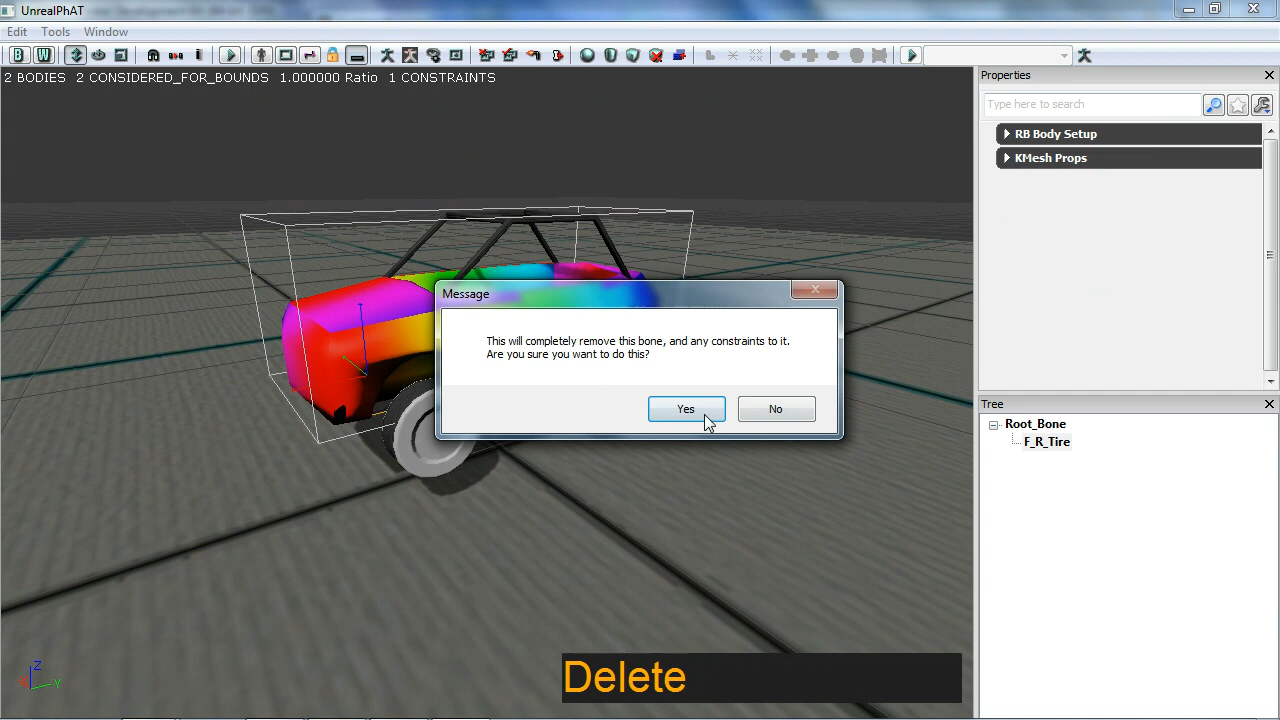 UnrealPhAT
Edit Tools Window
B W
2 BODIES 2 CONSIDERED_FOR_BOUNDS 1.000000 Ratio 1 CONSTRAINTS
Properties
Type here to search
RB Body Setup
KMesh Props
Message
This will completely remove this bone, and any constraints to it.
Are you sure you want to do this?
Yes No
Tree
Root_Bone
F_R_Tire
Z
X Y
Delete